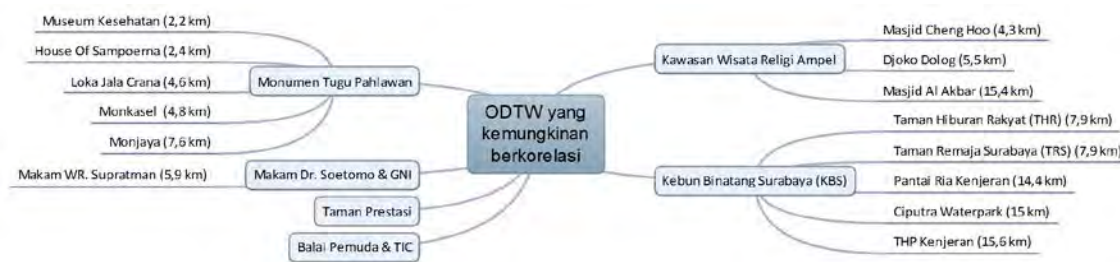 Museum Kesehatan (2,2 km)
House Of Sampoerna (2,4 km)
Loka Jala Crana (4,6 km)
Monkasel (4,8 km)
Monjaya (7,6 km)
Monumen Tugu Pahlawan
Makam WR. Supratman (5,9 km)
Makam Dr. Soetomo & GNI
Taman Prestasi
Balai Pemuda & TIC
ODTW yang
kemungkinan
berkorelasi
Kawasan Wisata Religi Ampel
Masjid Cheng Hoo (4,3 km)
Djoko Dolog (5,5 km)
Masjid Al Akbar (15,4 km)
Kebun Binatang Surabaya (KBS)
Taman Hiburan Rakyat (THR) (7,9 km)
Taman Remaja Surabaya (TRS) (7,9 km)
Pantai Ria Kenjeran (14,4 km)
Ciputra Waterpark (15 km)
THP Kenjeran (15,6 km)